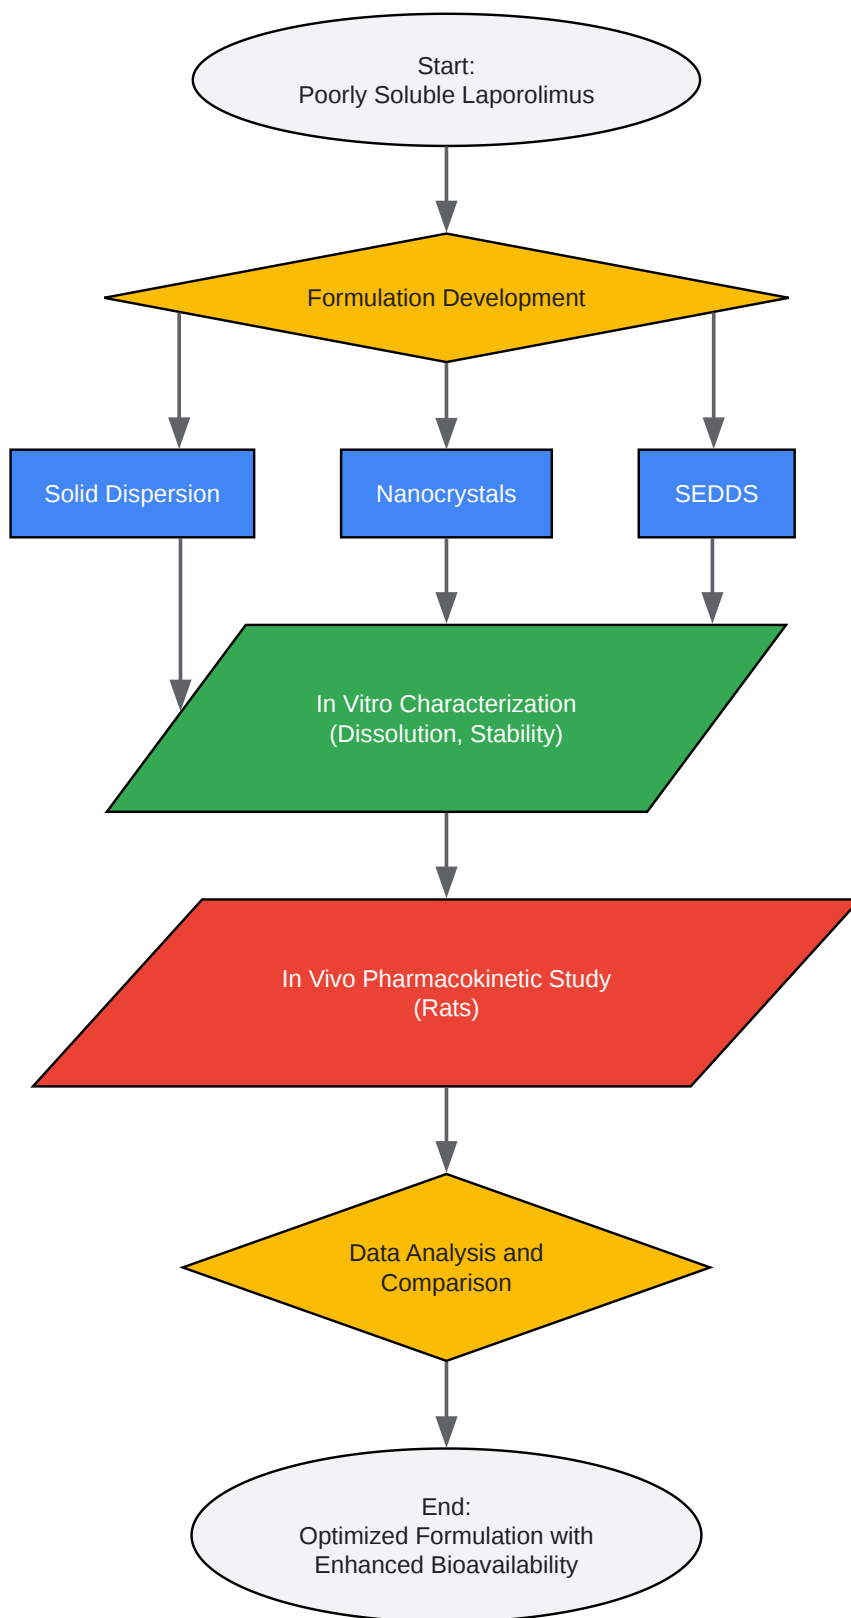 Start:
Poorly Soluble Laporolimus
Formulation Development
Solid Dispersion
Nanocrystals
SEDDS
In Vitro Characterization
(Dissolution, Stability)
In Vivo Pharmacokinetic Study
(Rats)
Data Analysis and
Comparison
End:
Optimized Formulation with
Enhanced Bioavailability